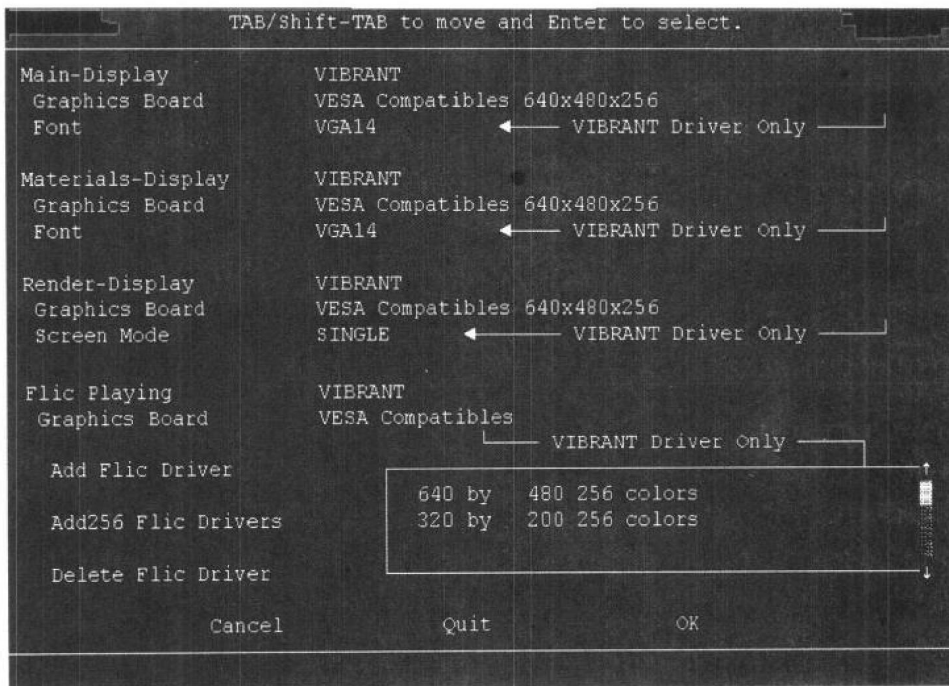 TAB/Shift-TAB to move and Enter to select.
Main-Display VIBRANT
Graphics Board VESA Compatibles 640x480x256
Font VGA14 VIBRANT Driver Only
Materials-Display VIBRANT
Graphics Board VESA Compatibles 640x480x256
Font VGA14 VIBRANT Driver Only
Render-Display VIBRANT
Graphics Board VESA Compatibles 640x480x256
Screen Mode SINGLE VIBRANT Driver Only
Flic Playing VIBRANT
Graphics Board VESA Compatibles
VIBRANT Driver Only
Add Flic Driver
640 by 480 256 colors
Add256 Flic Drivers 320 by 200 256 colors
Delete Flic Driver
Cancel Quit OK